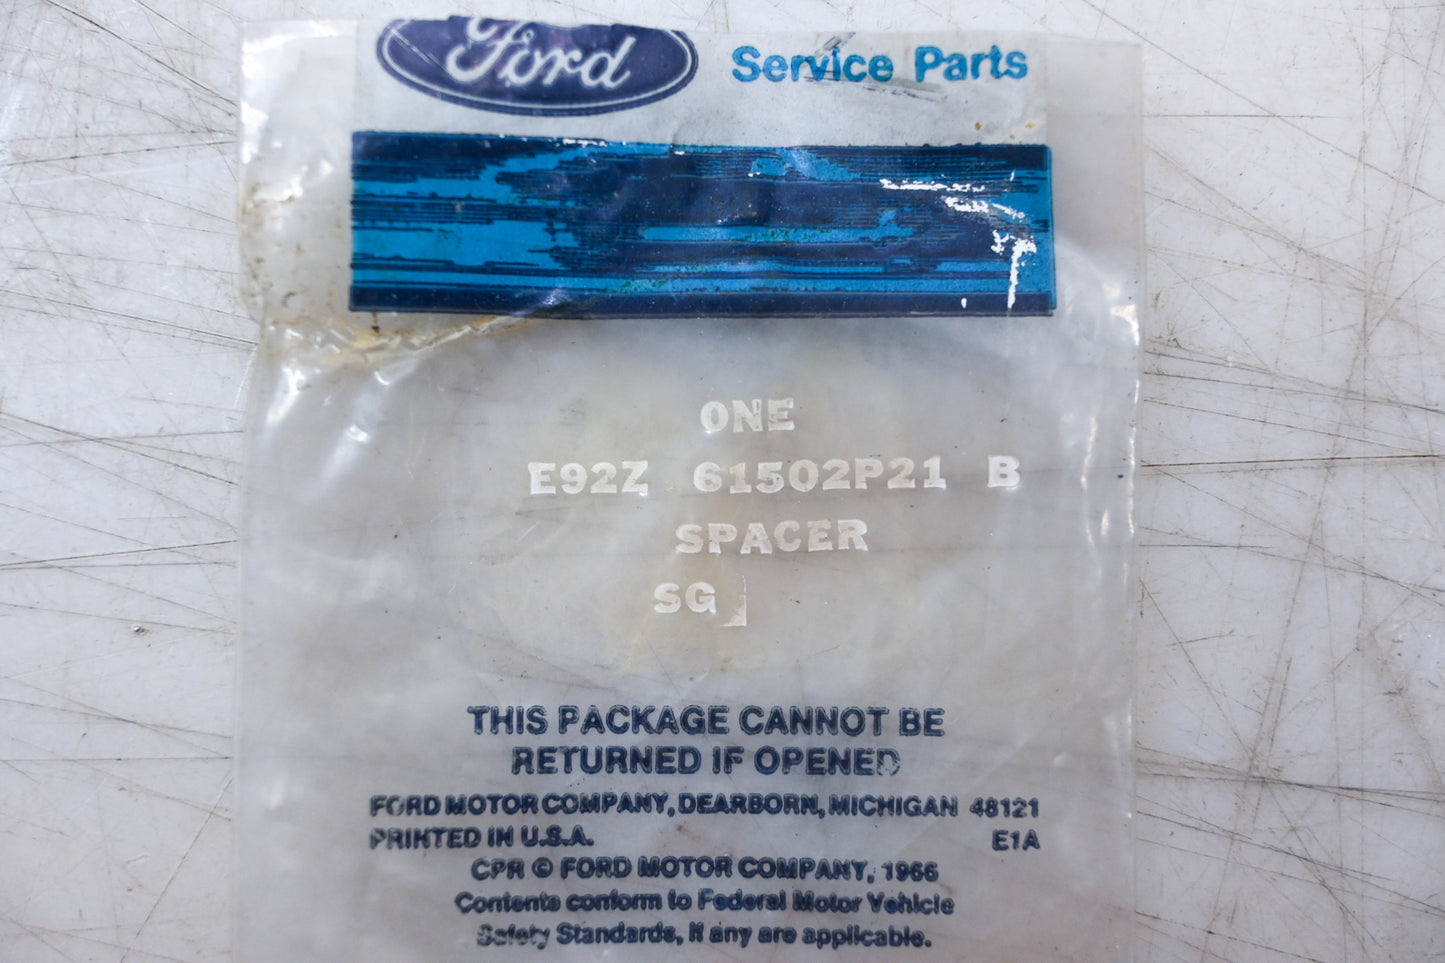 Ford Service Parts
ONE
E92Z 61502P21 B
SPACER
SG
THIS PACKAGE CANNOT BE
RETURNED IF OPENED
FORD MOTOR COMPANY, DEARBORN, MICHIGAN 48121
PRINTED IN U.S.A. E1A
CPR © FORD MOTOR COMPANY, 1966
Contents conform to Federal Motor Vehicle
Safety Standards, if any are applicable.